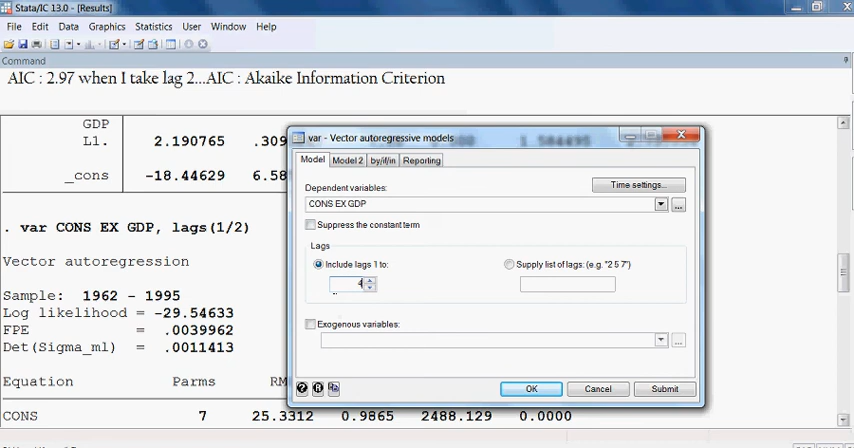 Stata/IC 13.0 - [Results]
File Edit Data Graphics Statistics User Window Help
Command
AIC : 2.97 when I take lag 2...AIC : Akaike Information Criterion
GDP
L1. 2.190765 .309
_cons -18.44629 6.58
. var CONS EX GDP, lags(1/2)
Vector autoregression
Sample: 1962 - 1995
Log likelihood = -29.54633
FPE = .0039962
Det(Sigma_ml) = .0011413
Equation Parms
CONS 7 25.3312 0.9865 2488.129 0.0000
var - Vector autoregressive models
Model Model 2 by/if/in Reporting
Dependent variables:
Time settings...
CONS EX GDP
...
Suppress the constant term
Lags
Include lags 1 to:
Supply list of lags: (e.g. "2 5 7")
4
Exogenous variables:
...
OK Cancel Submit